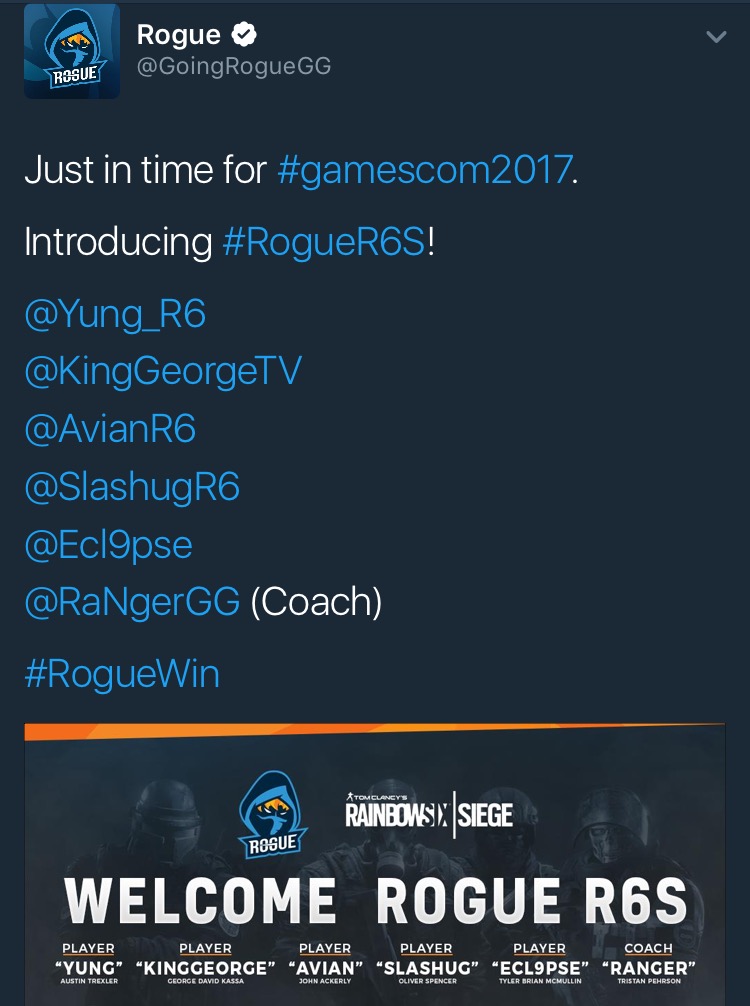 ROGUE
Rogue
@GoingRogueGG
Just in time for #gamescom2017.
Introducing #RogueR6S!
@Yung_R6
@KingGeorgeTV
@AvianR6
@SlashugR6
@Ecl9pse
@RaNgerGG (Coach)
#RogueWin
ROGUE
TOM CLANCY'S
RAINBOWSIX|SIEGE
WELCOME ROGUE R6S
PLAYER PLAYER PLAYER PLAYER PLAYER COACH
"YUNG" "KINGGEORGE" "AVIAN" "SLASHUG" "ECL9PSE" "RANGER"
AUSTIN TREXLER GEORGE DAVID KASSA JOHN ACKERLY OLIVER SPENCER TYLER BRIAN MCMULLIN TRISTAN PEHRSON